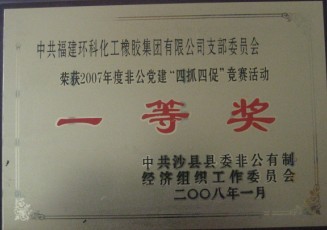 中共福建环科化工橡胶集团有限公司支部委员会
荣获2007年度非公党建“四抓四促”竞赛活动
一等奖
中共沙县县委非公有制
经济组织工作委员会
二〇〇八年一月